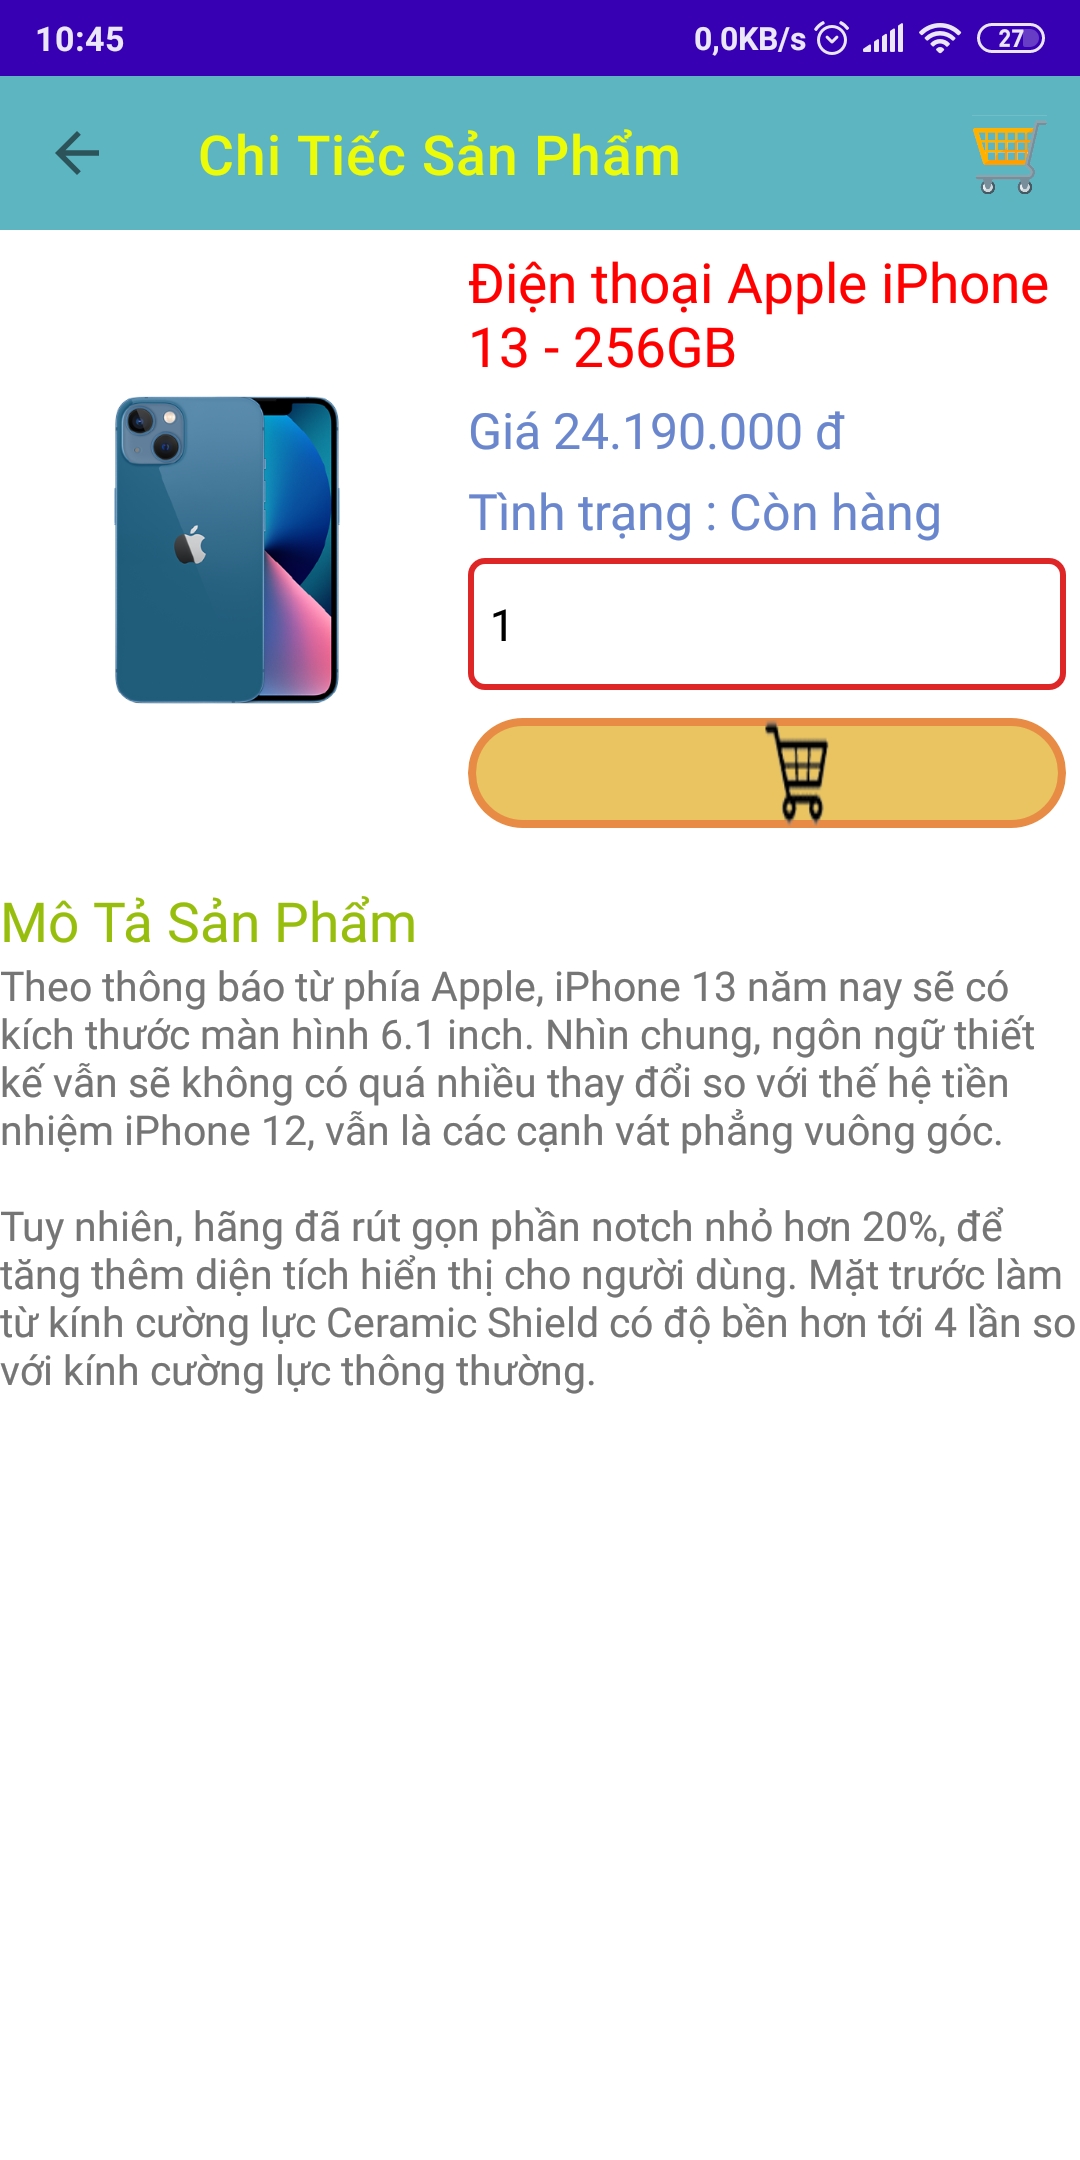 10:45 0,0KB/s 27
Chi Tiếc Sản Phẩm
Điện thoại Apple iPhone
13 - 256GB
Giá 24.190.000 đ
Tình trạng : Còn hàng
1
Mô Tả Sản Phẩm
Theo thông báo từ phía Apple, iPhone 13 năm nay sẽ có
kích thước màn hình 6.1 inch. Nhìn chung, ngôn ngữ thiết
kế vẫn sẽ không có quá nhiều thay đổi so với thế hệ tiền
nhiệm iPhone 12, vẫn là các cạnh vát phẳng vuông góc.
Tuy nhiên, hãng đã rút gọn phần notch nhỏ hơn 20%, để
tăng thêm diện tích hiển thị cho người dùng. Mặt trước làm
từ kính cường lực Ceramic Shield có độ bền hơn tới 4 lần so
với kính cường lực thông thường.